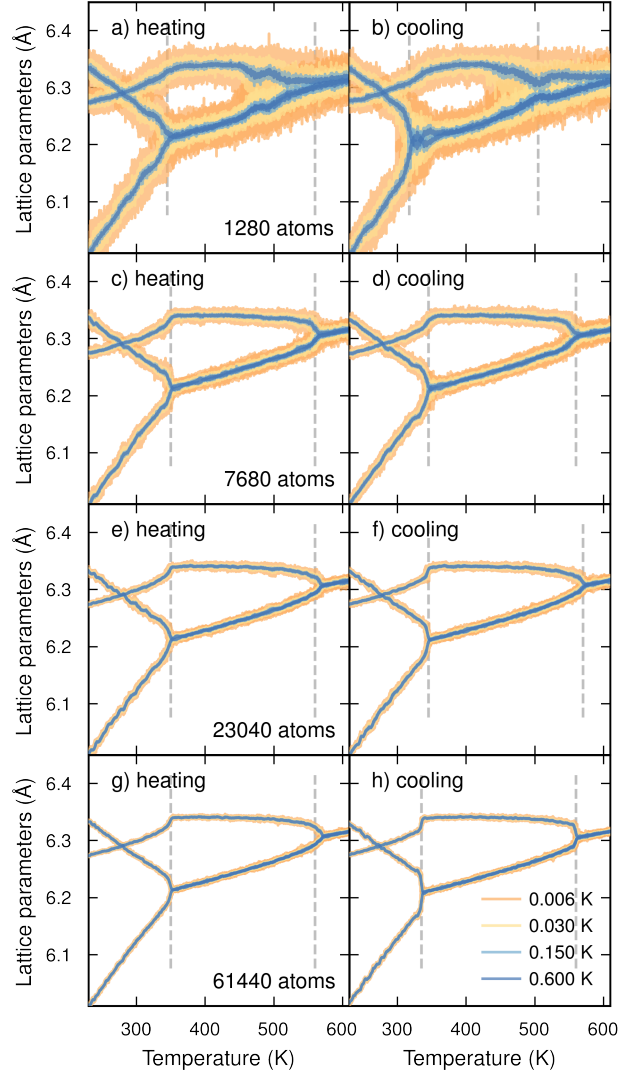 a) heating
b) cooling
Lattice parameters (Å)
6.4
6.3
6.2
6.1
1280 atoms
c) heating
d) cooling
Lattice parameters (Å)
6.4
6.3
6.2
6.1
7680 atoms
e) heating
f) cooling
Lattice parameters (Å)
6.4
6.3
6.2
6.1
23040 atoms
g) heating
h) cooling
Lattice parameters (Å)
6.4
6.3
6.2
6.1
61440 atoms
0.006 K
0.030 K
0.150 K
0.600 K
300 400 500 300 400 500 600
Temperature (K) Temperature (K)